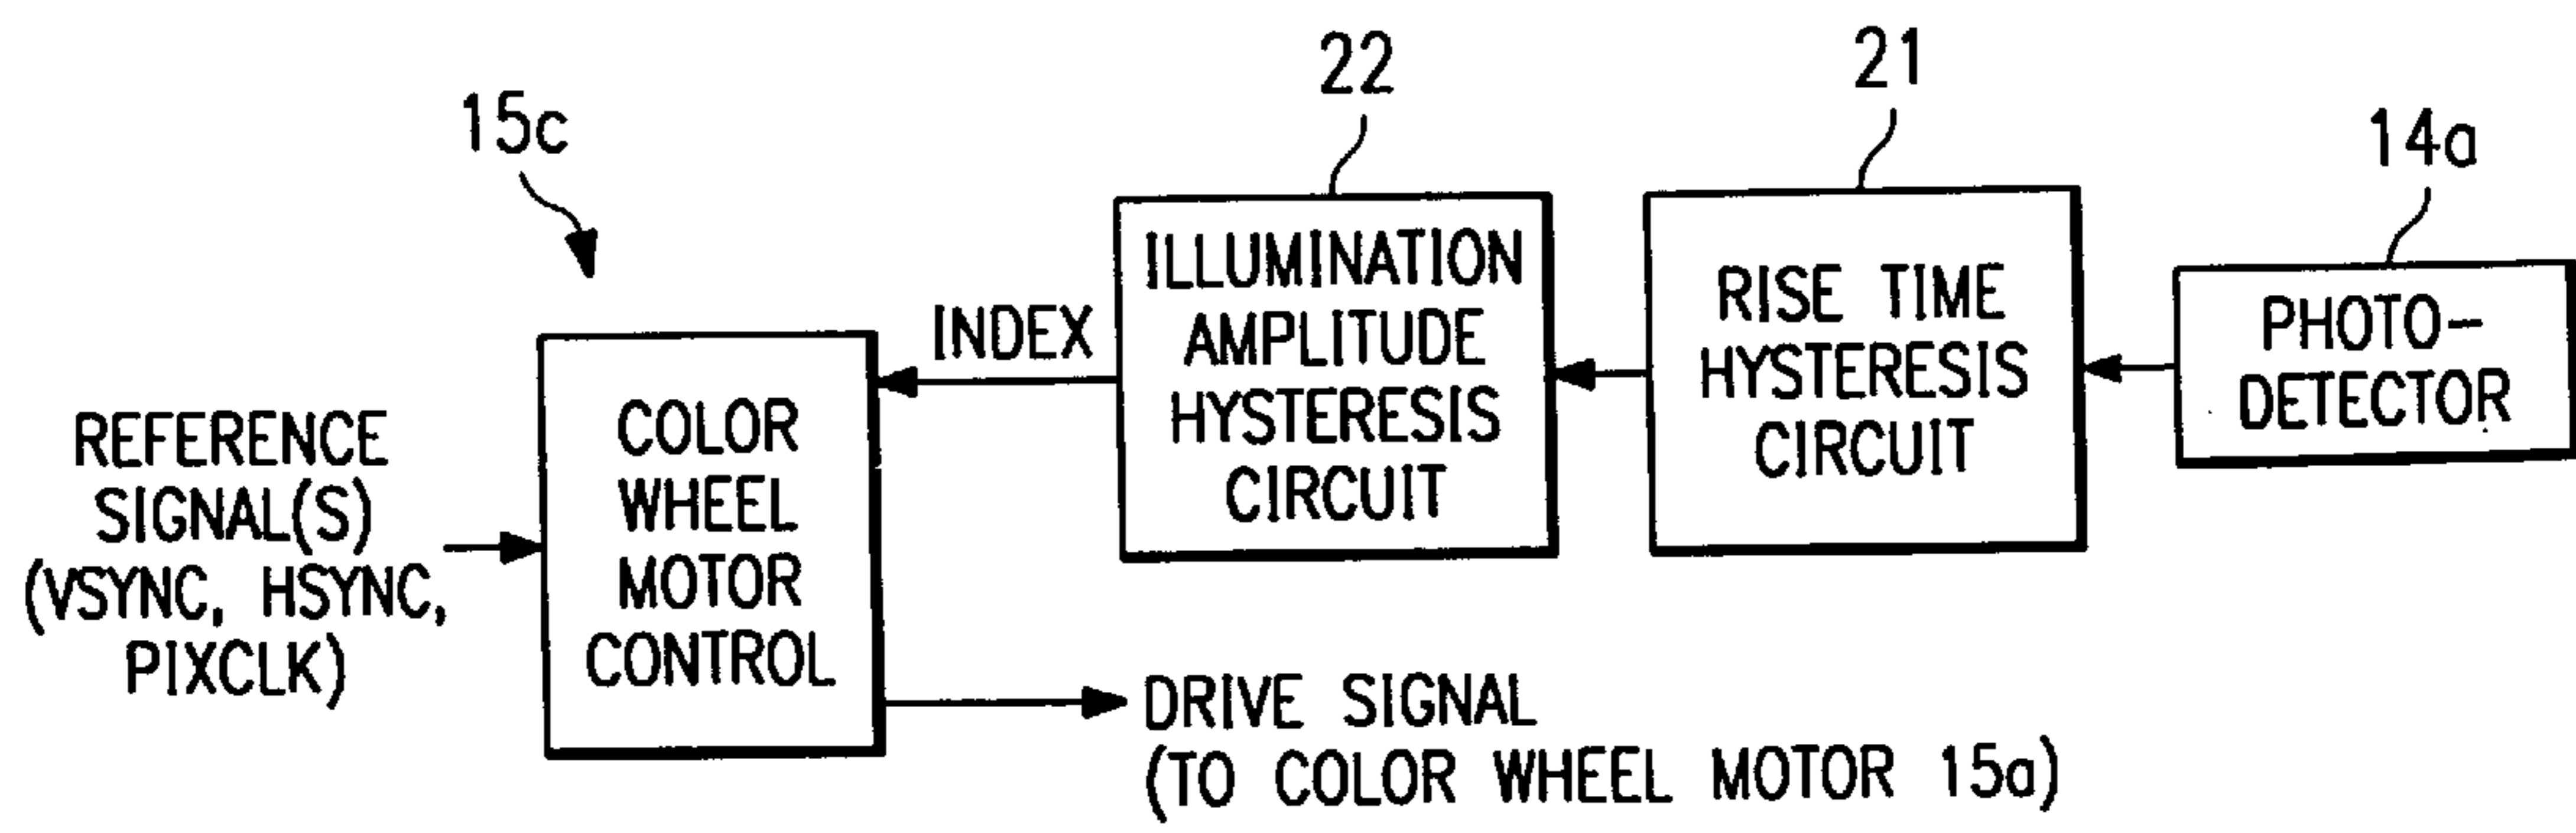 15c
22
21
14a
REFERENCE
SIGNAL(S)
(VSYNC, HSYNC,
PIXCLK)
COLOR
WHEEL
MOTOR
CONTROL
INDEX
ILLUMINATION
AMPLITUDE
HYSTERESIS
CIRCUIT
RISE TIME
HYSTERESIS
CIRCUIT
PHOTO-
DETECTOR
DRIVE SIGNAL
(TO COLOR WHEEL MOTOR 15a)